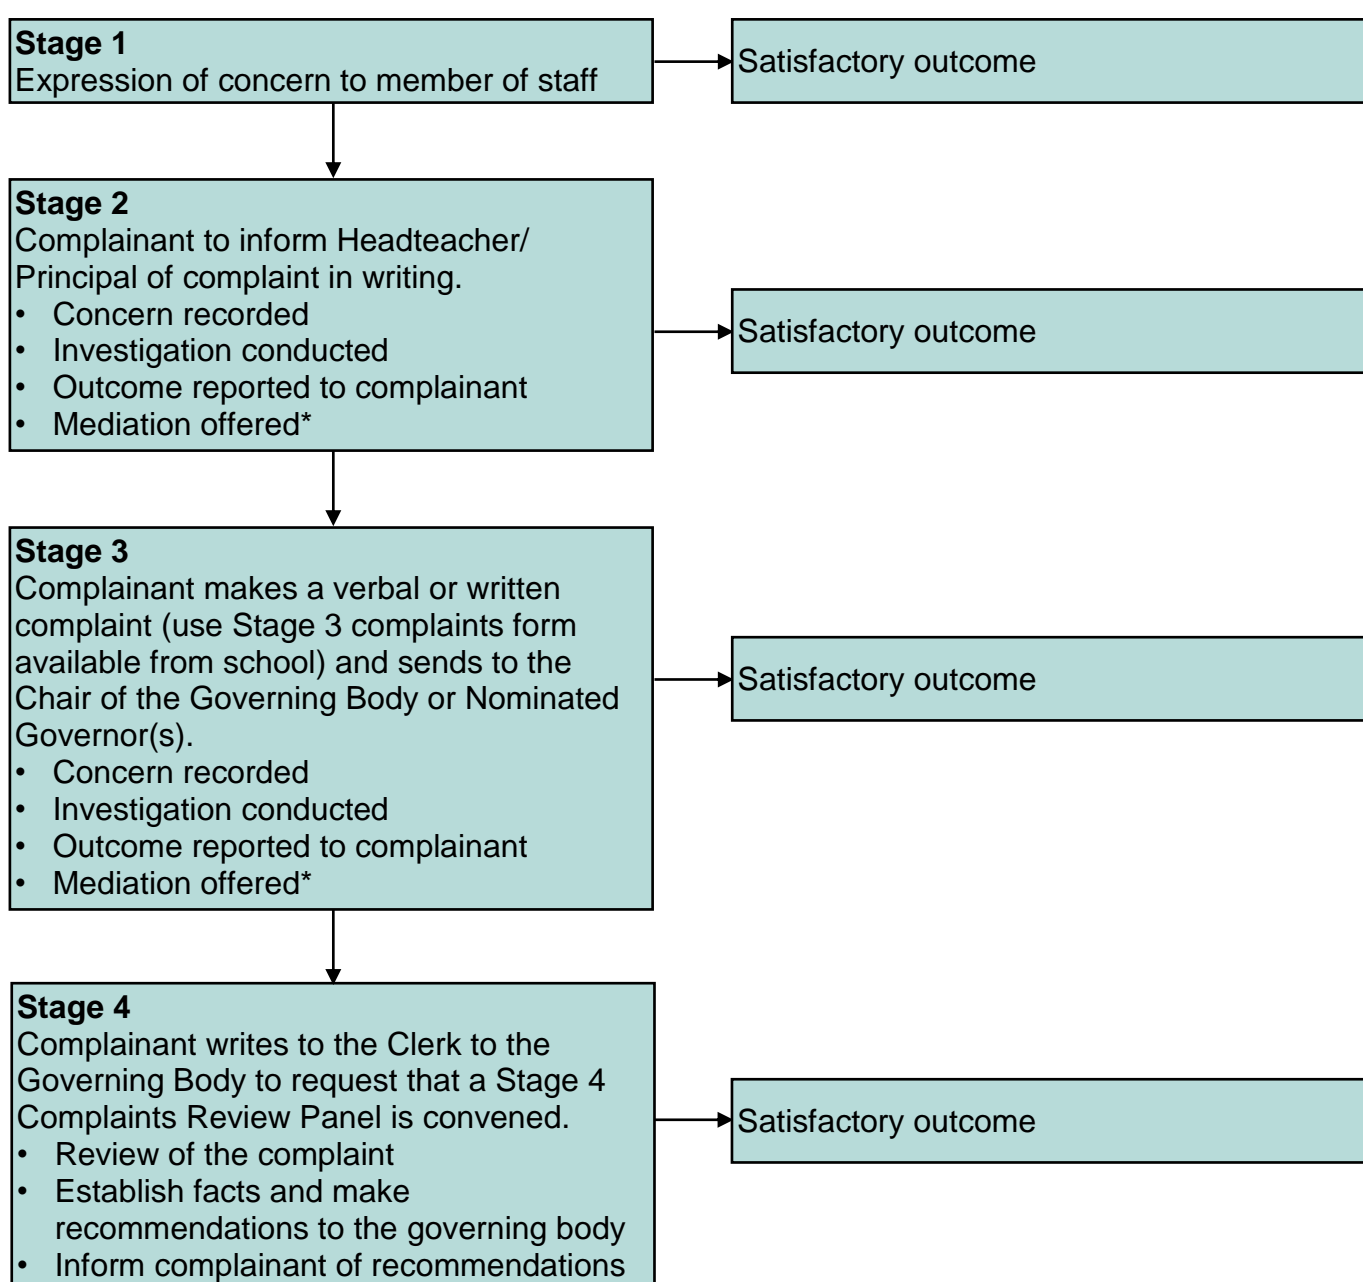 Stage 1
Expression of concern to member of staff
Satisfactory outcome
Stage 2
Complainant to inform Headteacher/
Principal of complaint in writing.
• Concern recorded
• Investigation conducted
• Outcome reported to complainant
• Mediation offered*
Satisfactory outcome
Stage 3
Complainant makes a verbal or written
complaint (use Stage 3 complaints form
available from school) and sends to the
Chair of the Governing Body or Nominated
Governor(s).
• Concern recorded
• Investigation conducted
• Outcome reported to complainant
• Mediation offered*
Satisfactory outcome
Stage 4
Complainant writes to the Clerk to the
Governing Body to request that a Stage 4
Complaints Review Panel is convened.
• Review of the complaint
• Establish facts and make
recommendations to the governing body
• Inform complainant of recommendations
Satisfactory outcome